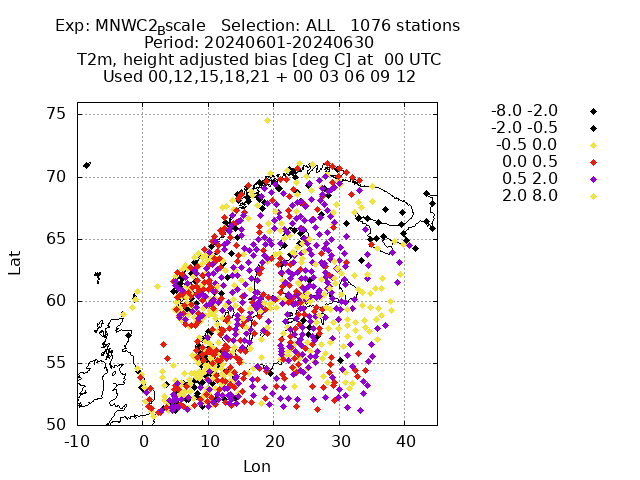 Exp: MNWC2_Bscale Selection: ALL 1076 stations
Period: 20240601-20240630
T2m, height adjusted bias [deg C] at 00 UTC
Used 00,12,15,18,21 + 00 03 06 09 12
-8.0 -2.0
-2.0 -0.5
-0.5 0.0
0.0 0.5
0.5 2.0
2.0 8.0
75
70
65
60
55
50
Lat
-10 0 10 20 30 40
Lon